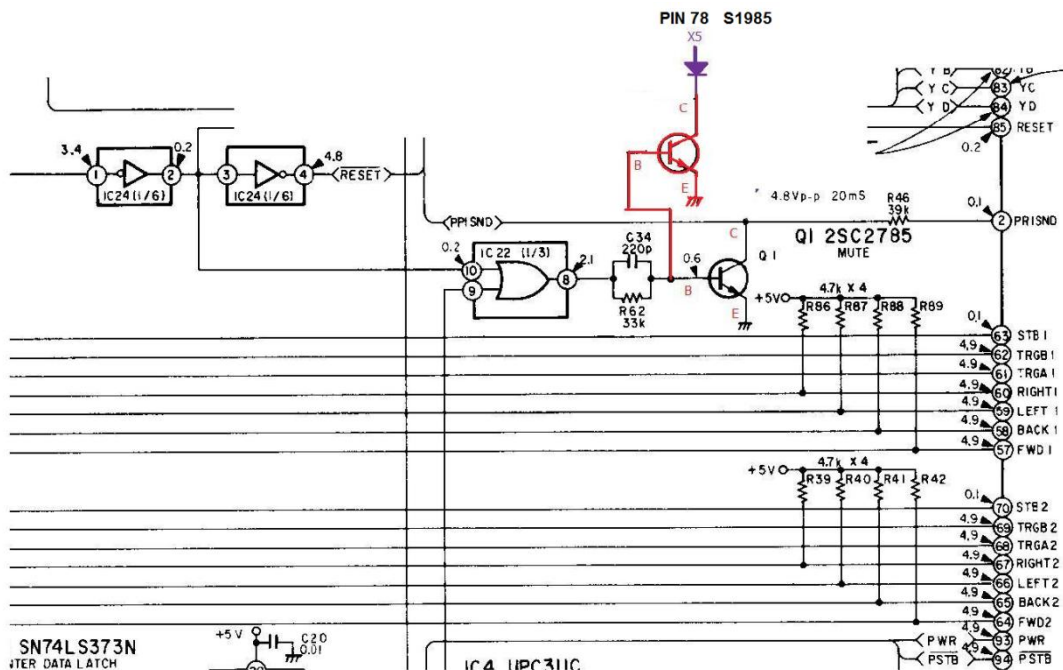 PIN 78 S1985
X5
C
B
E
Y B
Y C
83 YC
Y D
84 YD
85 RESET
0.2
3.4
0.2
4.8
1
2
3
4
RESET
IC24(1/6)
IC24(1/6)
4.8Vp-p 20mS
R46
39k
0.1
2 PRISND
PPISND
C
Q1 2SC2785
MUTE
Q1
C34
220p
0.2
IC22 (1/3)
10
9
8
2.1
0.6
B
E
R62
33k
+5V
4.7k X 4
R86
R87
R88
R89
0.1
63 STB1
4.9
62 TRGB1
4.9
61 TRGA1
4.9
60 RIGHT1
4.9
59 LEFT 1
4.9
58 BACK1
4.9
57 FWD1
+5V
4.7k X 4
R39
R40
R41
R42
0.1
70 STB2
4.9
69 TRGB2
4.9
68 TRGA2
4.9
67 RIGHT2
4.9
66 LEFT2
4.9
65 BACK2
4.9
64 FWD2
4.9
PWR
93 PWR
4.9
PSTB
94 PSTB
SN74LS373N
NTER DATA LATCH
+5V
C20
0.01
IC4 UPC311C